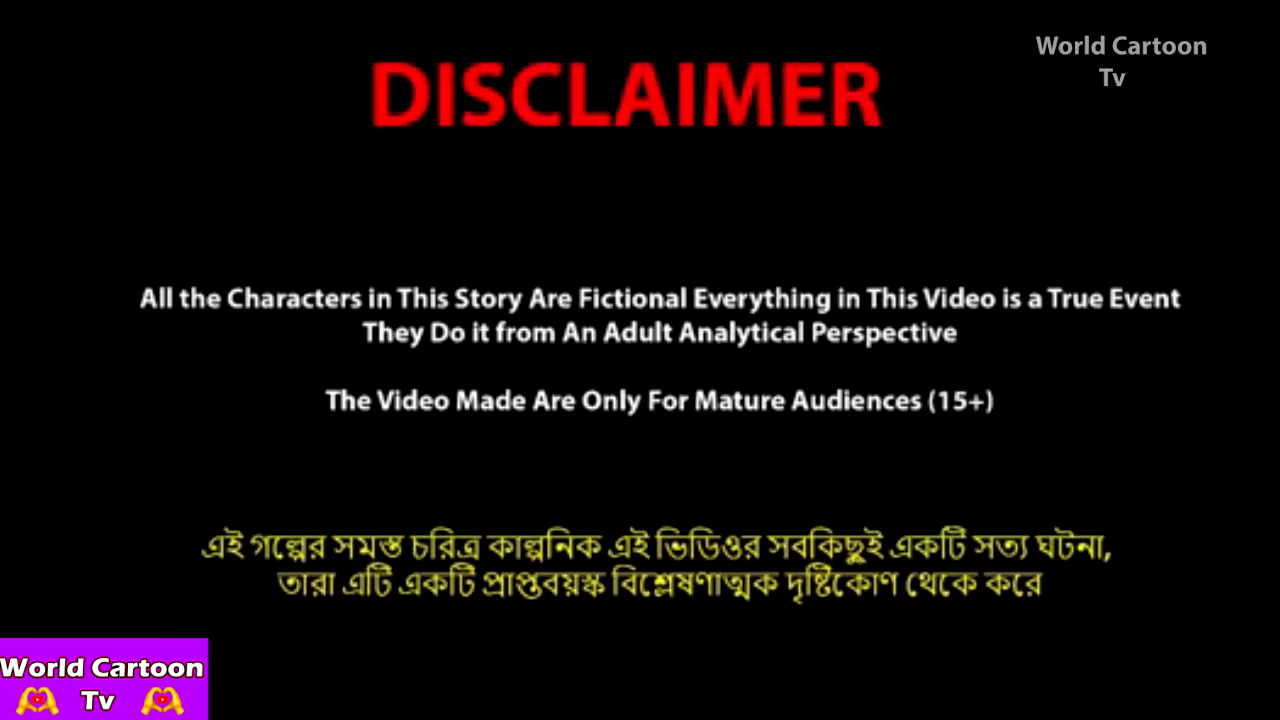 World Cartoon
Tv
DISCLAIMER
All the Characters in This Story Are Fictional Everything in This Video is a True Event
They Do it from An Adult Analytical Perspective
The Video Made Are Only For Mature Audiences (15+)
এই গল্পের সমস্ত চরিত্র কাল্পনিক এই ভিডিওর সবকিছুই একটি সত্য ঘটনা,
তারা এটি একটি প্রাপ্তবয়স্ক বিশ্লেষণাত্মক দৃষ্টিকোণ থেকে করে
World Cartoon
Tv